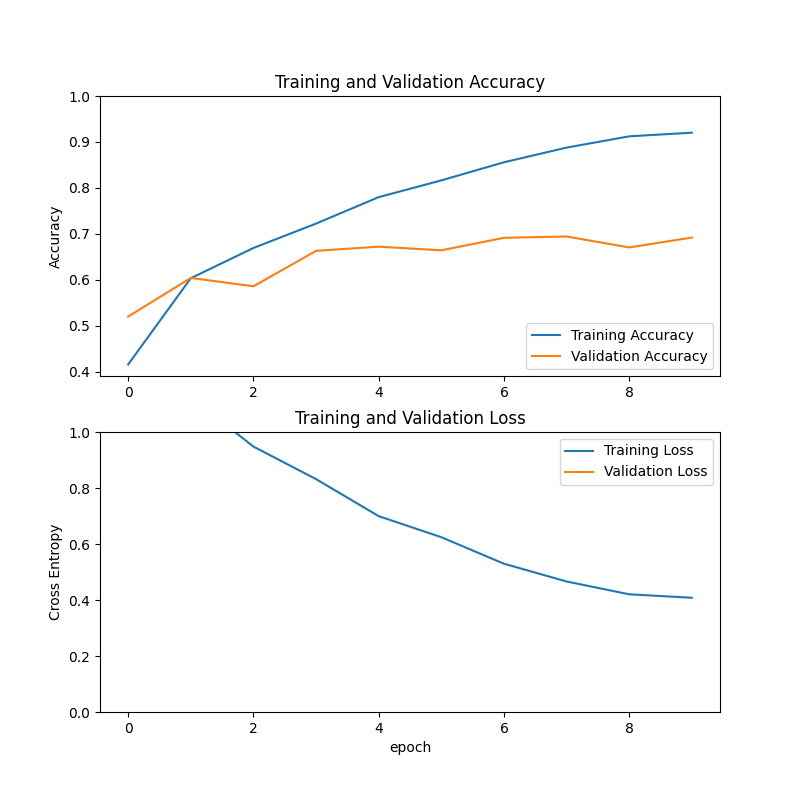 Training and Validation Accuracy
1.0
0.9
0.8
0.7
0.6
0.5
0.4
Accuracy
Training Accuracy
Validation Accuracy
0 2 4 6 8
Training and Validation Loss
1.0
0.8
0.6
0.4
0.2
0.0
Cross Entropy
Training Loss
Validation Loss
0 2 4 6 8
epoch